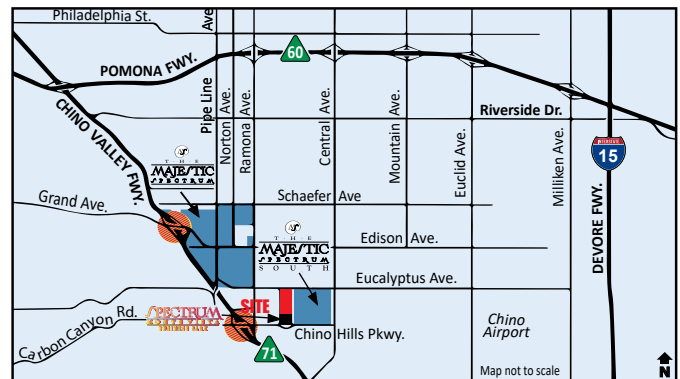 Philadelphia St.
Ave
60
POMONA FWY.
CHINO VALLEY FWY.
Pipe Line
Norton Ave.
Ramona Ave.
Central Ave.
Mountain Ave.
Euclid Ave.
Milliken Ave.
Riverside Dr.
15
DEVORE FWY.
THE
MAJESTIC
SPECTRUM
Grand Ave.
Schaefer Ave
THE
MAJESTIC
SPECTRUM
SOUTH
Edison Ave.
Eucalyptus Ave.
SPECTRUM
SITE
Carbon Canyon Rd.
Chino Hills Pkwy.
71
Chino
Airport
Map not to scale
N